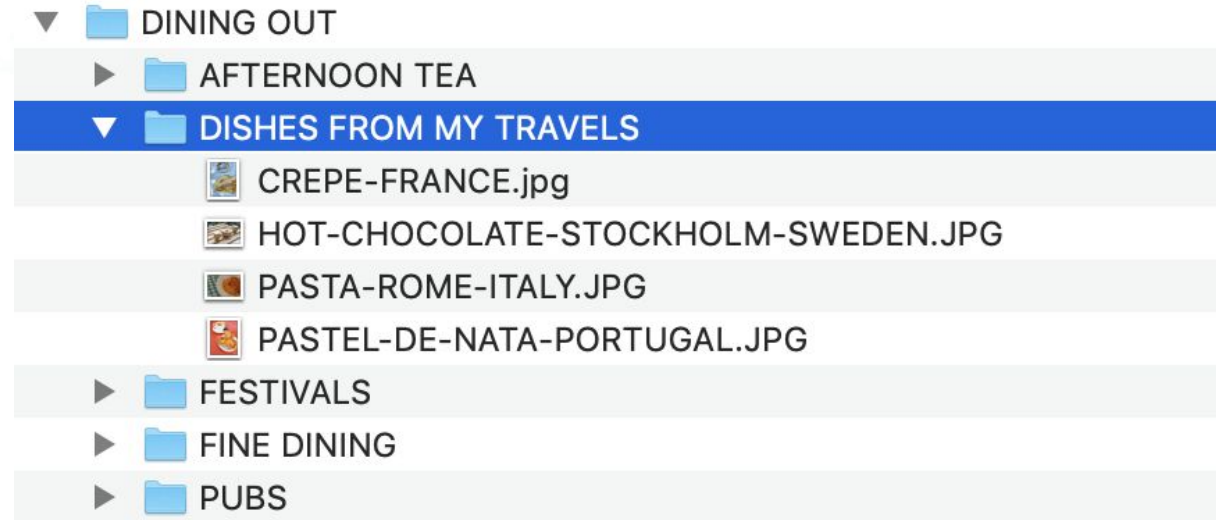 DINING OUT
AFTERNOON TEA
DISHES FROM MY TRAVELS
CREPE-FRANCE.jpg
HOT-CHOCOLATE-STOCKHOLM-SWEDEN.JPG
PASTA-ROME-ITALY.JPG
PASTEL-DE-NATA-PORTUGAL.JPG
FESTIVALS
FINE DINING
PUBS